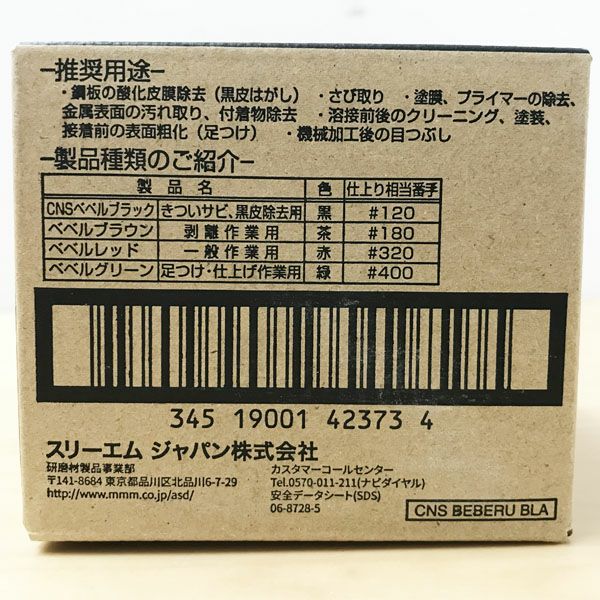 −推奨用途−
・鋼板の酸化皮膜除去（黒皮はがし）　・さび取り　・塗膜、プライマーの除去、
金属表面の汚れ取り、付着物除去　・溶接前後のクリーニング、塗装、
接着前の表面粗化（足つけ）　・機械加工後の目つぶし
−製品種類のご紹介−
製品名 色 仕上り相当番手
CNSベベルブラック きついサビ、黒皮除去用 黒 #120
ベベルブラウン 剥離作業用 茶 #180
ベベルレッド 一般作業用 赤 #320
ベベルグリーン 足つけ・仕上げ作業用 緑 #400
345 19001 42373 4
スリーエム ジャパン株式会社
研磨材製品事業部
〒141-8684 東京都品川区北品川6-7-29
http://www.mmm.co.jp/asd/
カスタマーコールセンター
Tel.0570-011-211(ナビダイヤル)
安全データシート(SDS)
06-8728-5
CNS BEBERU BLA